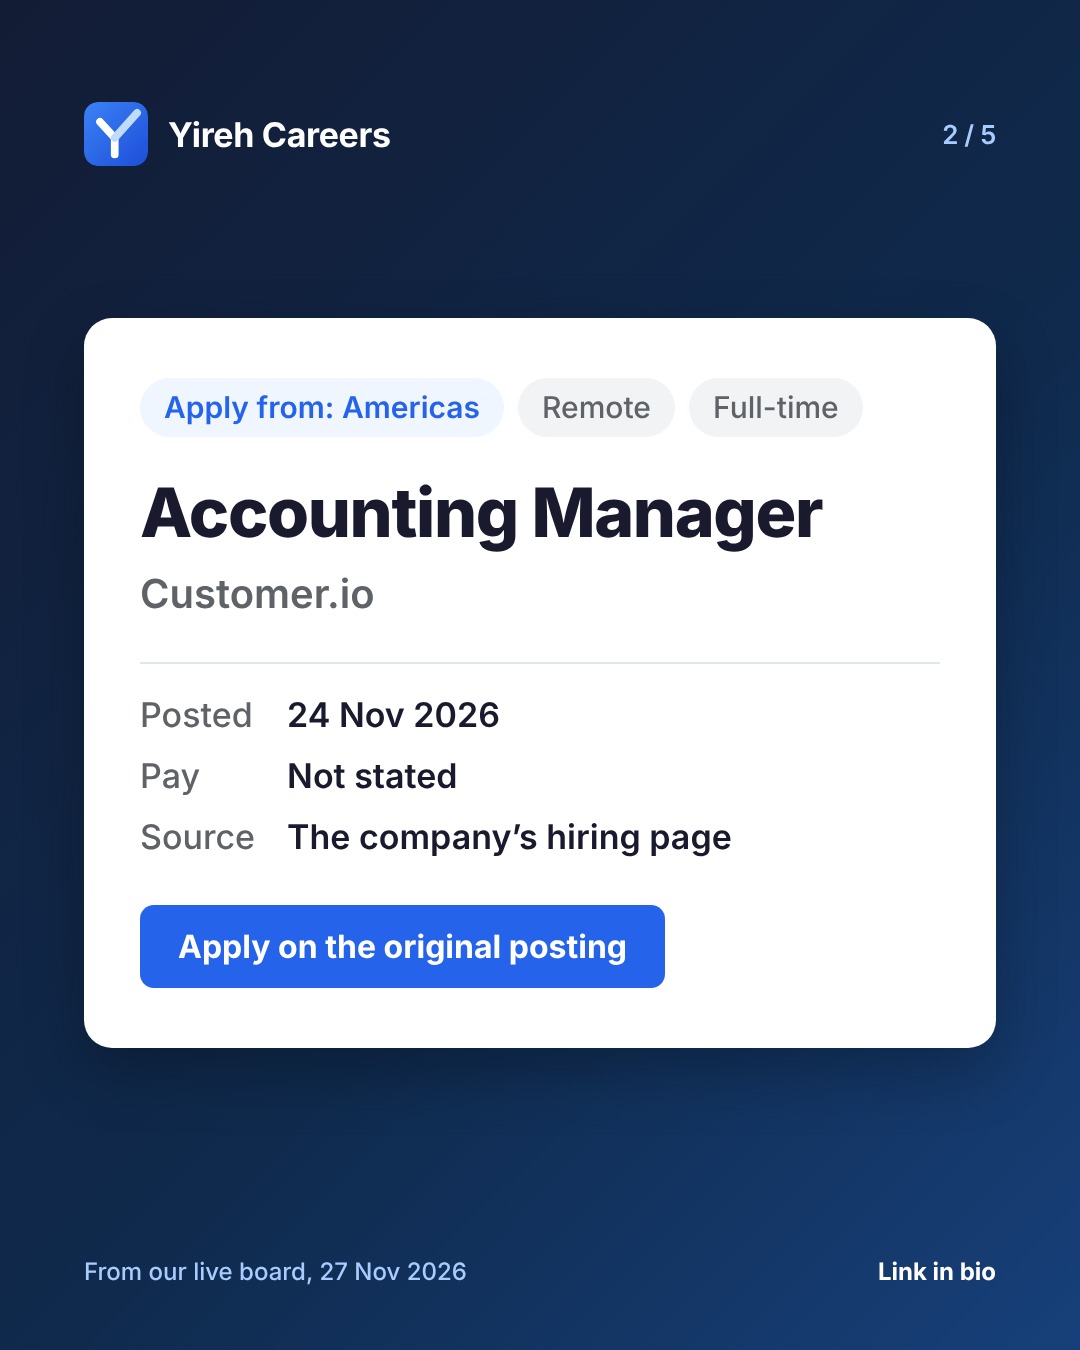 Yireh Careers
2 / 5
Apply from: Americas Remote Full-time
Accounting Manager
Customer.io
Posted 24 Nov 2026
Pay Not stated
Source The company’s hiring page
Apply on the original posting
From our live board, 27 Nov 2026
Link in bio